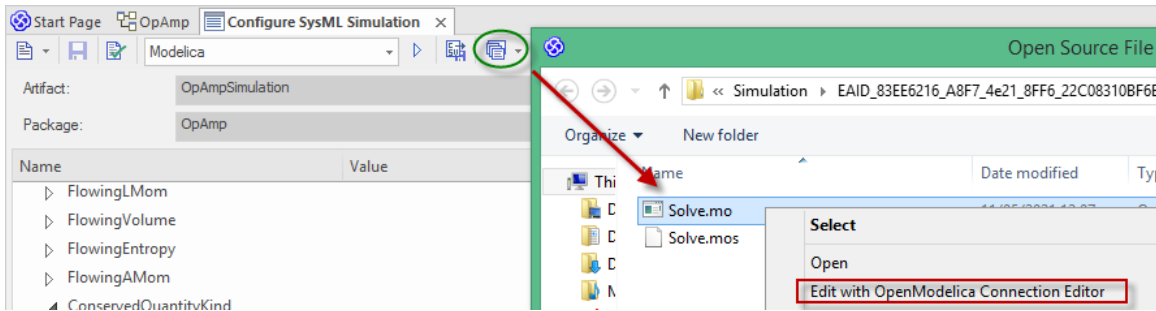 Start Page OpAmp Configure SysML Simulation
Modelica
Artifact: OpAmpSimulation
Package: OpAmp
Name Value
FlowingLMom
FlowingVolume
FlowingEntropy
FlowingAMom
ConservedQuantityKind
Open Source File
« Simulation EAID_83EE6216_A8F7_4e21_8FF6_22C08310BF6E
Organize New folder
Name Date modified Ty
Thi
Solve.mo
Solve.mos
D
D
D
M
Select
Open
Edit with OpenModelica Connection Editor